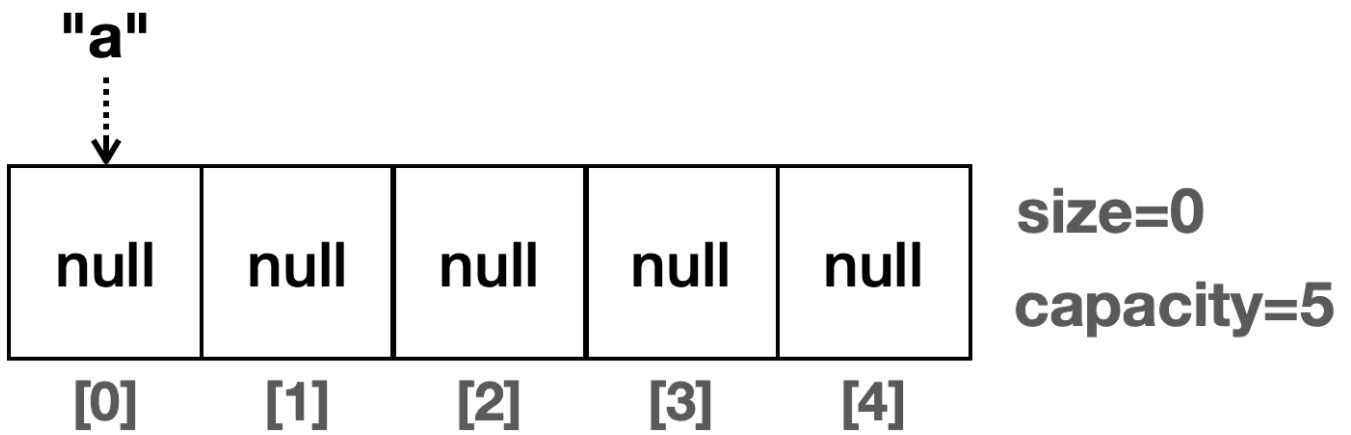 "a"
null null null null null
size=0
capacity=5
[0] [1] [2] [3] [4]